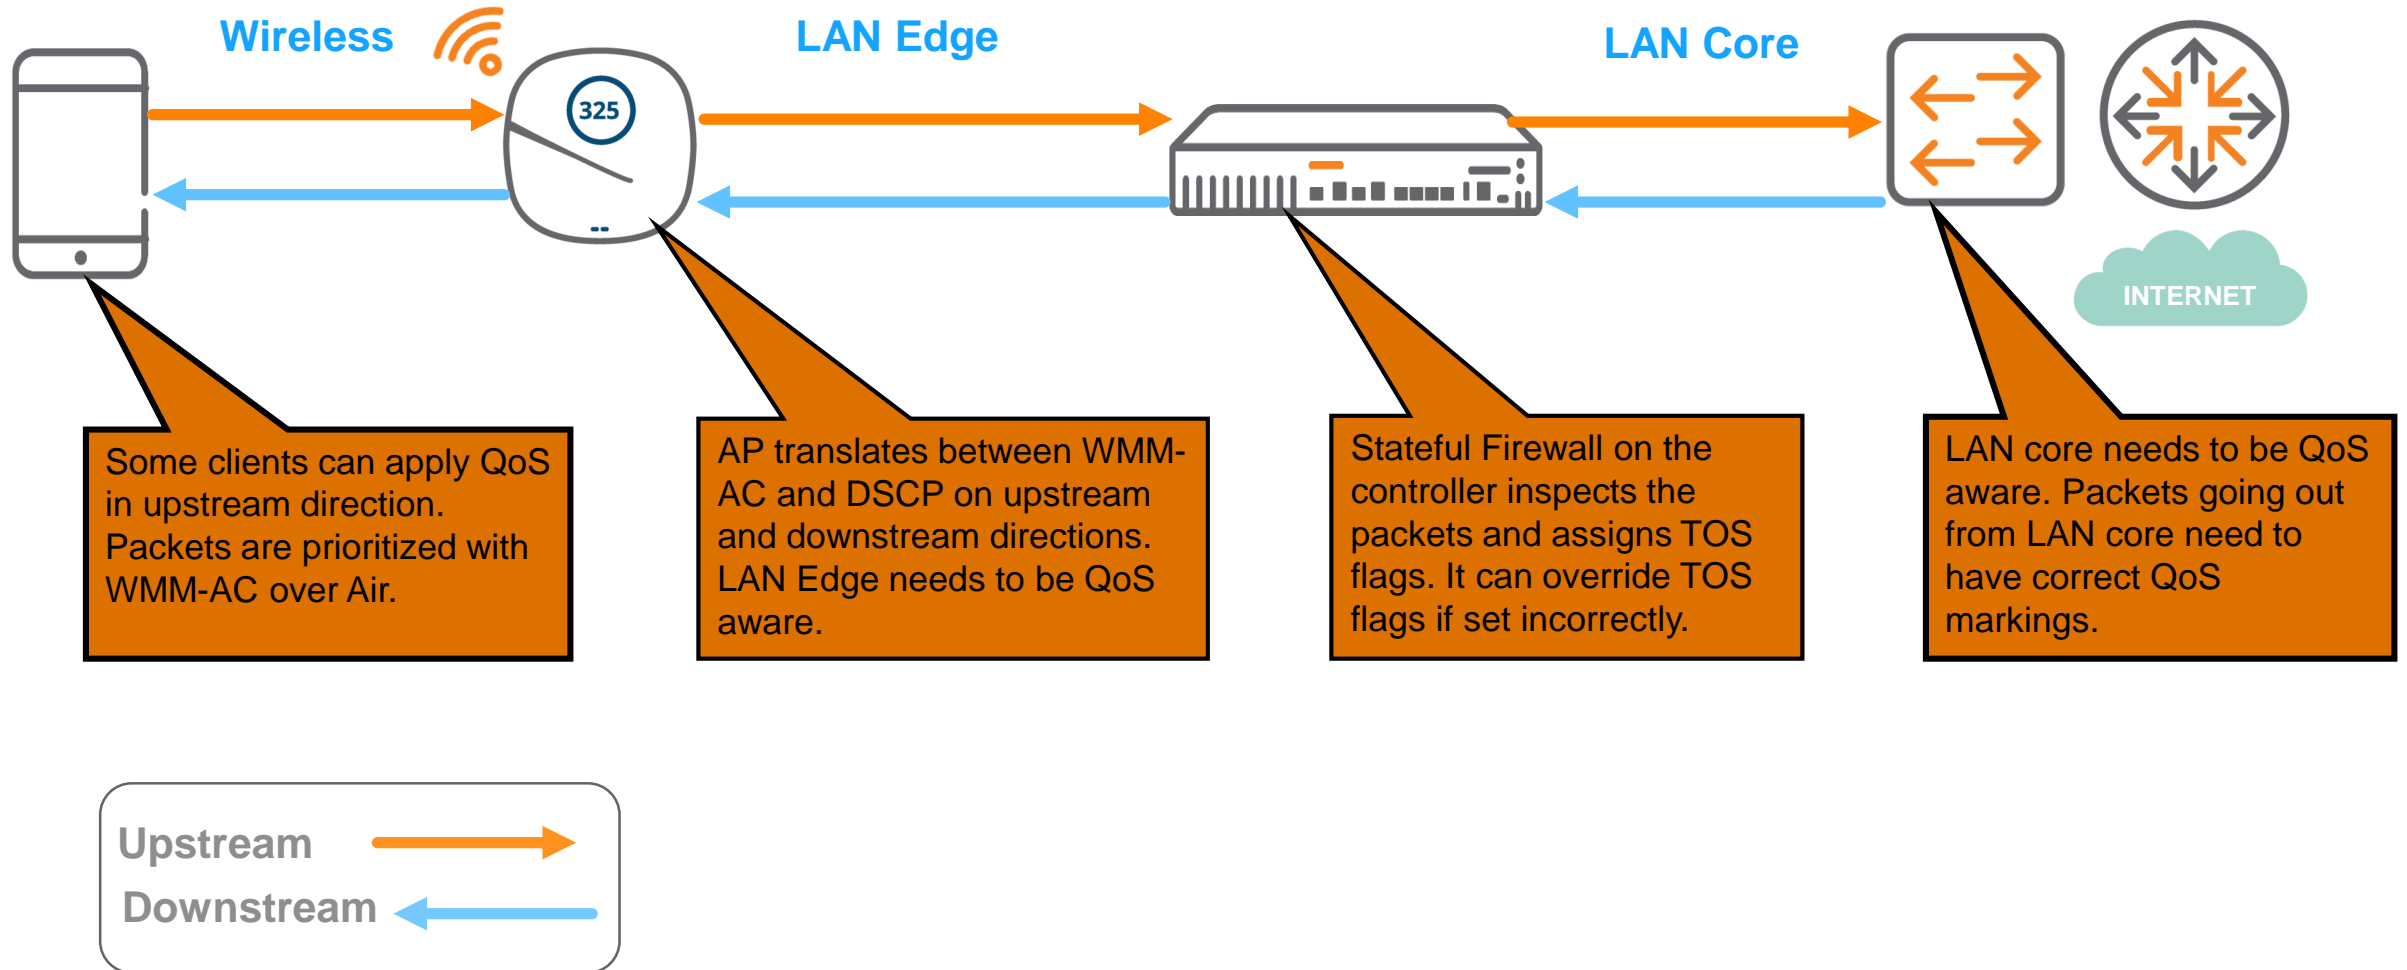 Wireless
LAN Edge
LAN Core
325
INTERNET
Some clients can apply QoS
in upstream direction.
Packets are prioritized with
WMM-AC over Air.
AP translates between WMM-
AC and DSCP on upstream
and downstream directions.
LAN Edge needs to be QoS
aware.
Stateful Firewall on the
controller inspects the
packets and assigns TOS
flags. It can override TOS
flags if set incorrectly.
LAN core needs to be QoS
aware. Packets going out
from LAN core need to
have correct QoS
markings.
Upstream
Downstream